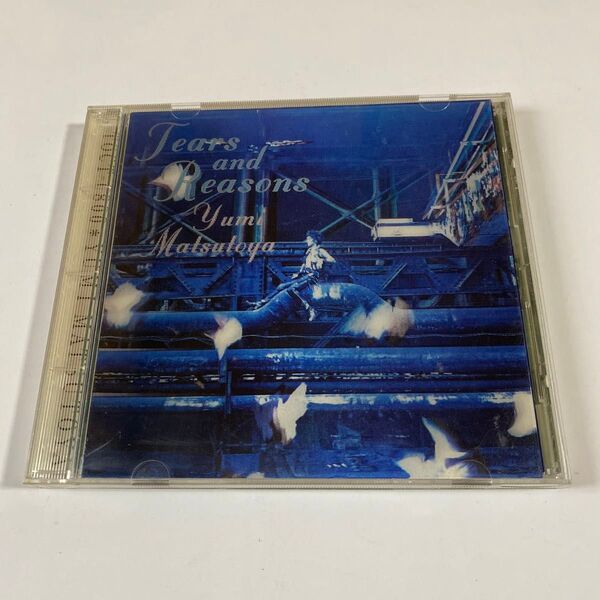 Tears
and
Reasons
Yumi
Matsutoya